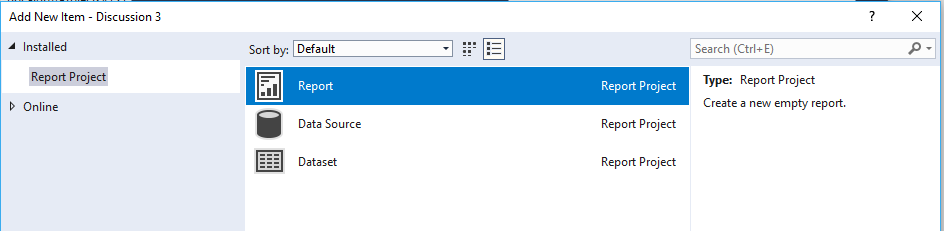 Add New Item - Discussion 3 ?
Installed
Sort by: Default
Search (Ctrl+E)
Report Project
Report Report Project
Type: Report Project
Create a new empty report.
Online
Data Source Report Project
Dataset Report Project